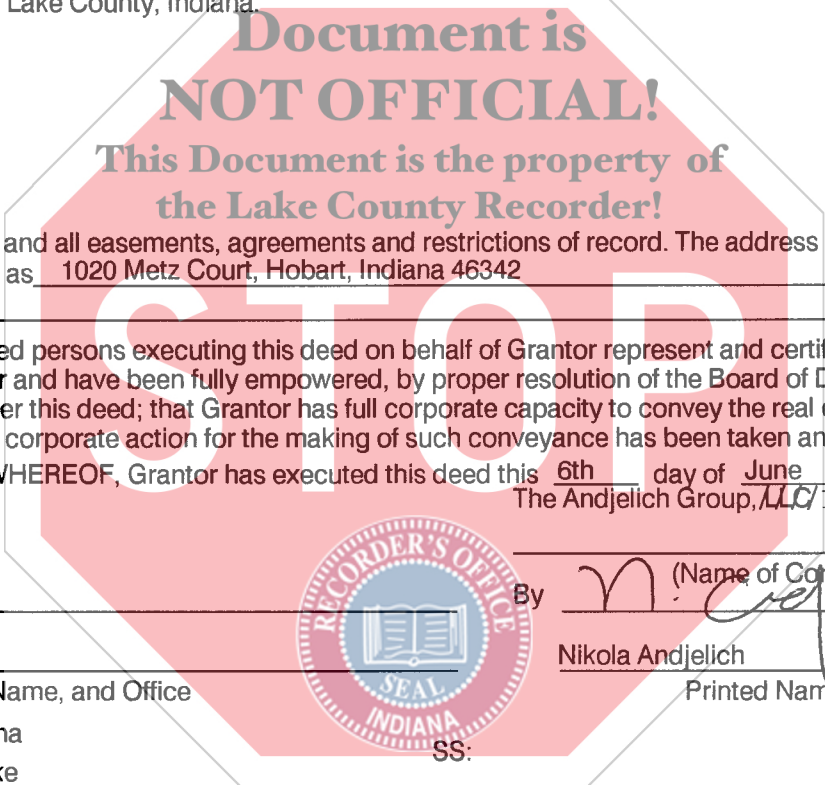 Lake County, Indiana.
Document is
NOT OFFICIAL!
This Document is the property of
the Lake County Recorder!
and all easements, agreements and restrictions of record. The address
as 1020 Metz Court, Hobart, Indiana 46342
STOP
ed persons executing this deed on behalf of Grantor represent and certif
r and have been fully empowered, by proper resolution of the Board of D
er this deed; that Grantor has full corporate capacity to convey the real
corporate action for the making of such conveyance has been taken an
WHEREOF, Grantor has executed this deed this 6th day of June
The Andjelich Group, LLC
(Name of Cor
By
RECORDER'S OFFICE
SEAL
INDIANA
Nikola Andjelich
Name, and Office
Printed Nam
na
SS:
ke